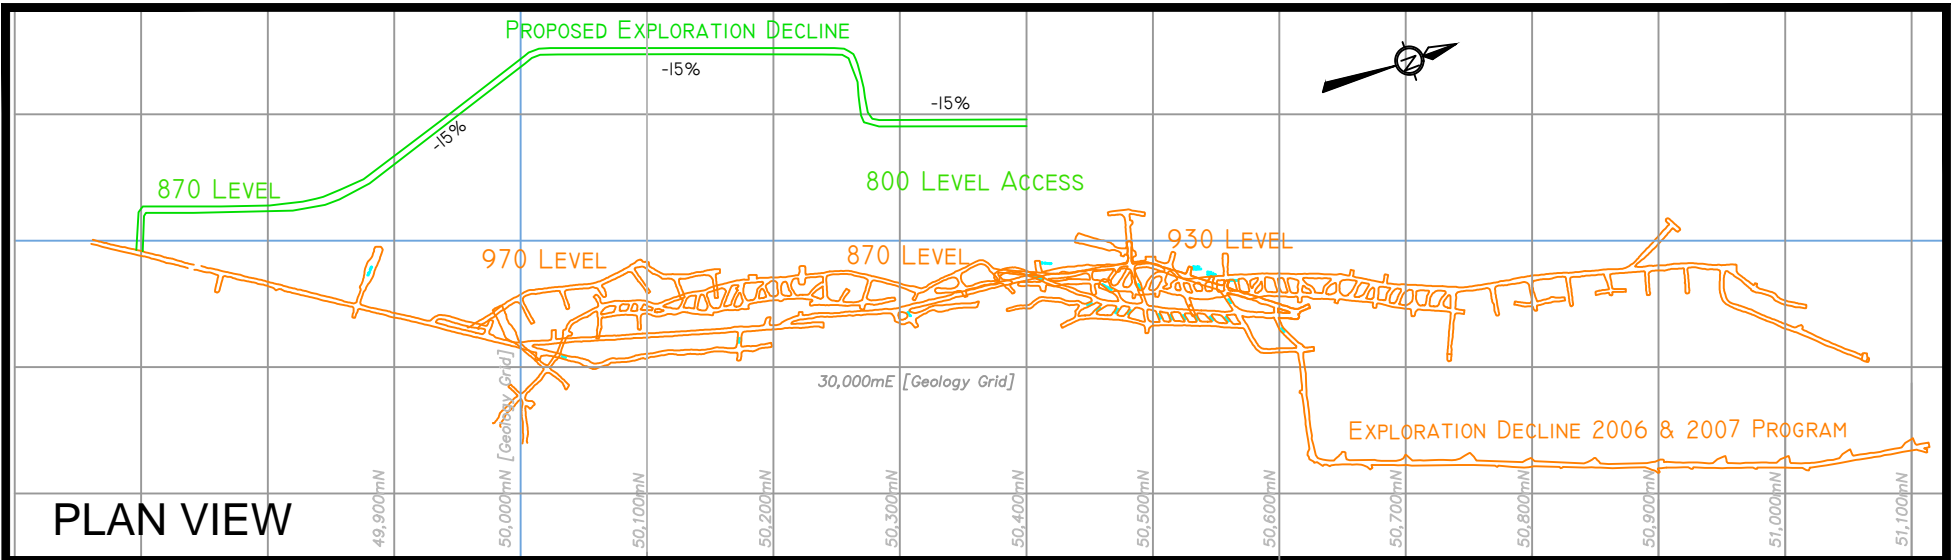 PROPOSED EXPLORATION DECLINE
-15%
N
-15%
-15%
870 LEVEL
800 LEVEL ACCESS
970 LEVEL
870 LEVEL
930 LEVEL
30,000mE [Geology Grid]
EXPLORATION DECLINE 2006 & 2007 PROGRAM
49,900mN
50,000mN [Geology Grid]
50,100mN
50,200mN
50,300mN
50,400mN
50,500mN
50,600mN
50,700mN
50,800mN
50,900mN
51,000mN
51,100mN
PLAN VIEW